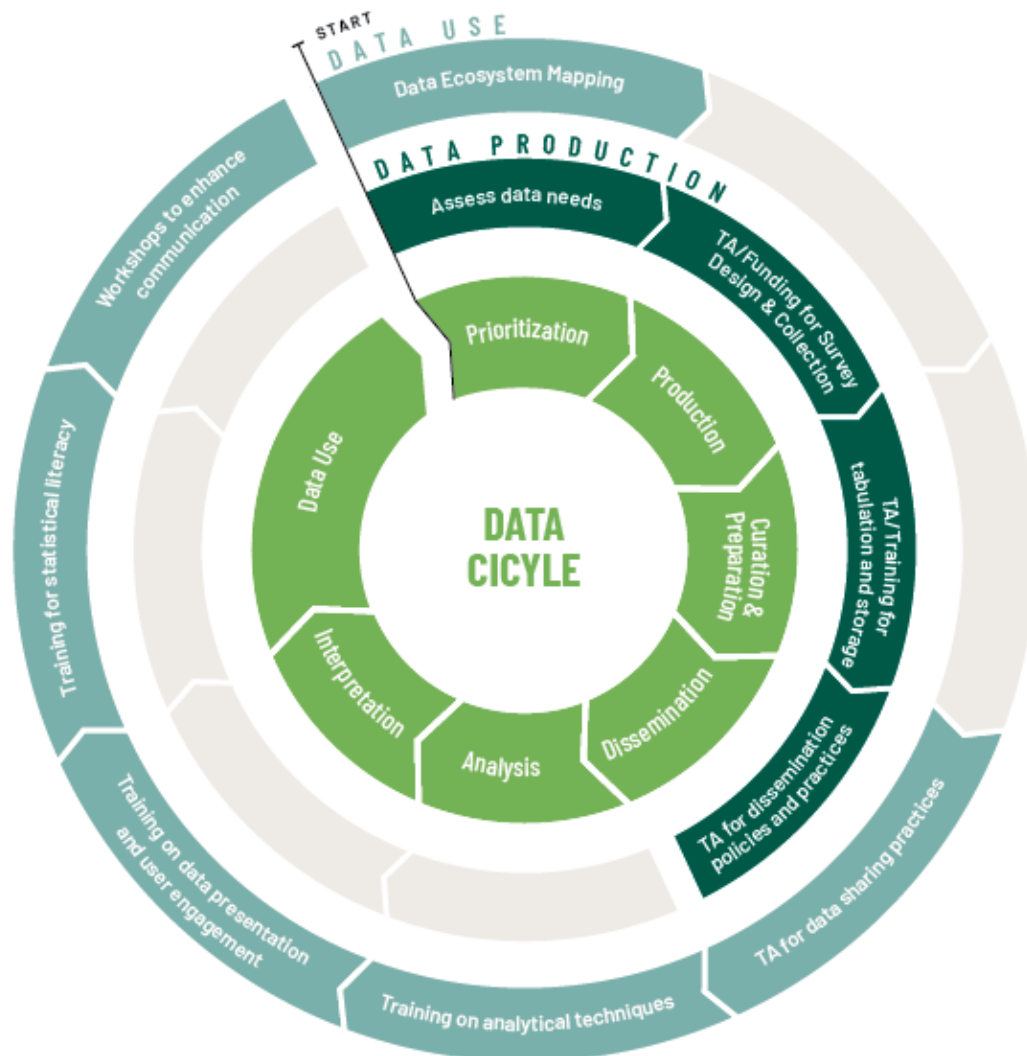 START
DATA USE
Data Ecosystem Mapping
DATA PRODUCTION
Assess data needs
TA/Funding for Survey
Design & Collection
TA/Training for
tabulation and storage
TA for dissemination
policies and practices
TA for data sharing practices
Training on analytical techniques
Training on data presentation
and user engagement
Training for statistical literacy
Workshops to enhance
communication
Prioritization
Production
Curation &
Preparation
Dissemination
Analysis
Interpretation
Data Use
DATA
CICYLE